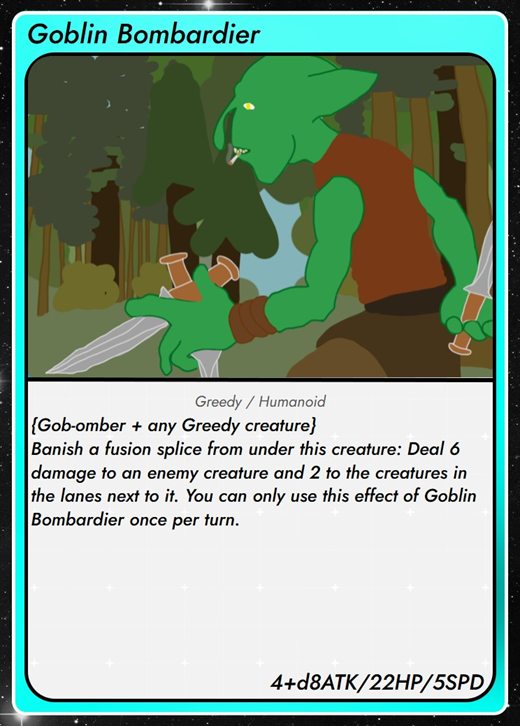 Goblin Bombardier
Greedy / Humanoid
{Gob-omber + any Greedy creature}
Banish a fusion splice from under this creature: Deal 6
damage to an enemy creature and 2 to the creatures in
the lanes next to it. You can only use this effect of Goblin
Bombardier once per turn.
4+d8ATK/22HP/5SPD